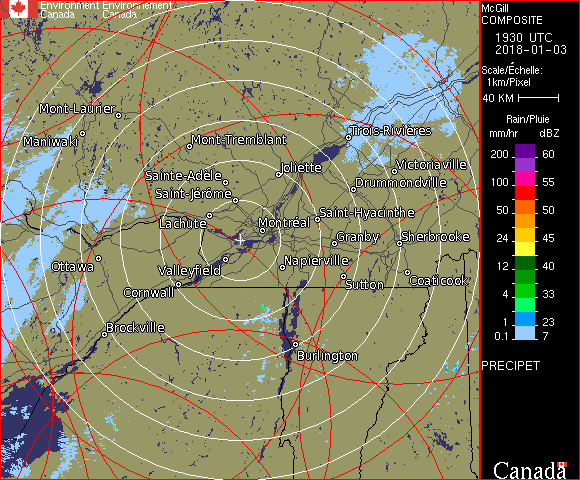 Environment Environnement
Canada Canada
McGill
COMPOSITE
1930 UTC
2018-01-03
Scale/Échelle:
1km/Pixel
40 KM
Rain/Pluie
mm/hr dBZ
200 60
100 55
50 50
24 45
12 40
4 33
1 23
0.1 7
PRECIPET
Mont-Laurier
Maniwaki
Mont-Tremblant
Trois-Rivières
Sainte-Adèle
Joliette
Victoriaville
Saint-Jérôme
Drummondville
Lachute
Montréal
Saint-Hyacinthe
Granby
Sherbrooke
Ottawa
Valleyfield
Napierville
Cornwall
Sutton
Coaticook
Brockville
Burlington
Canada